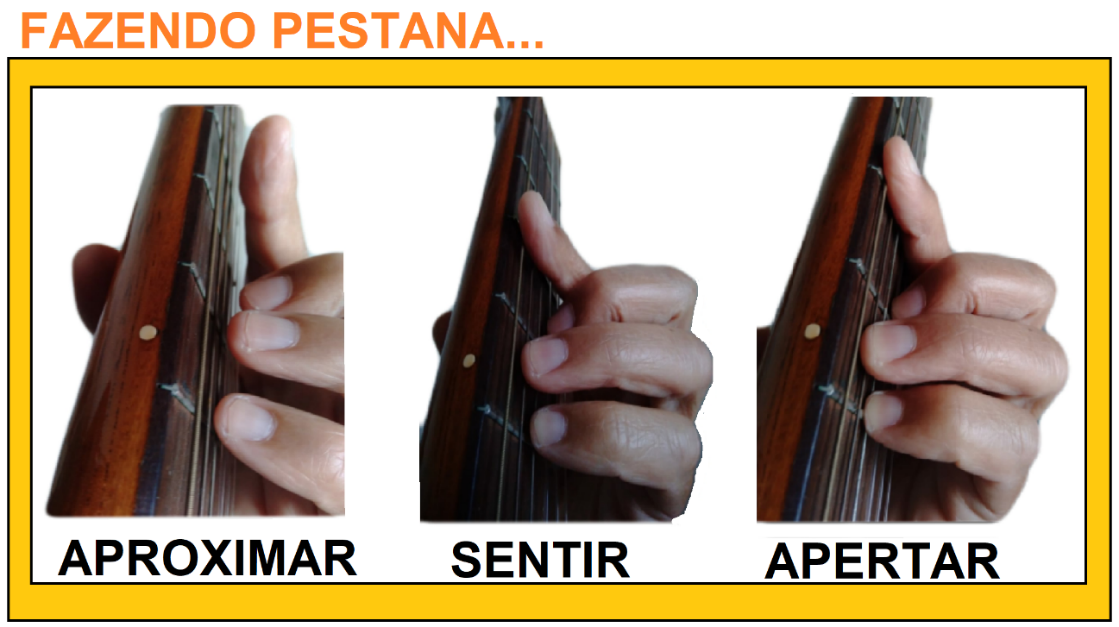 FAZENDO PESTANA...
APROXIMAR
SENTIR
APERTAR